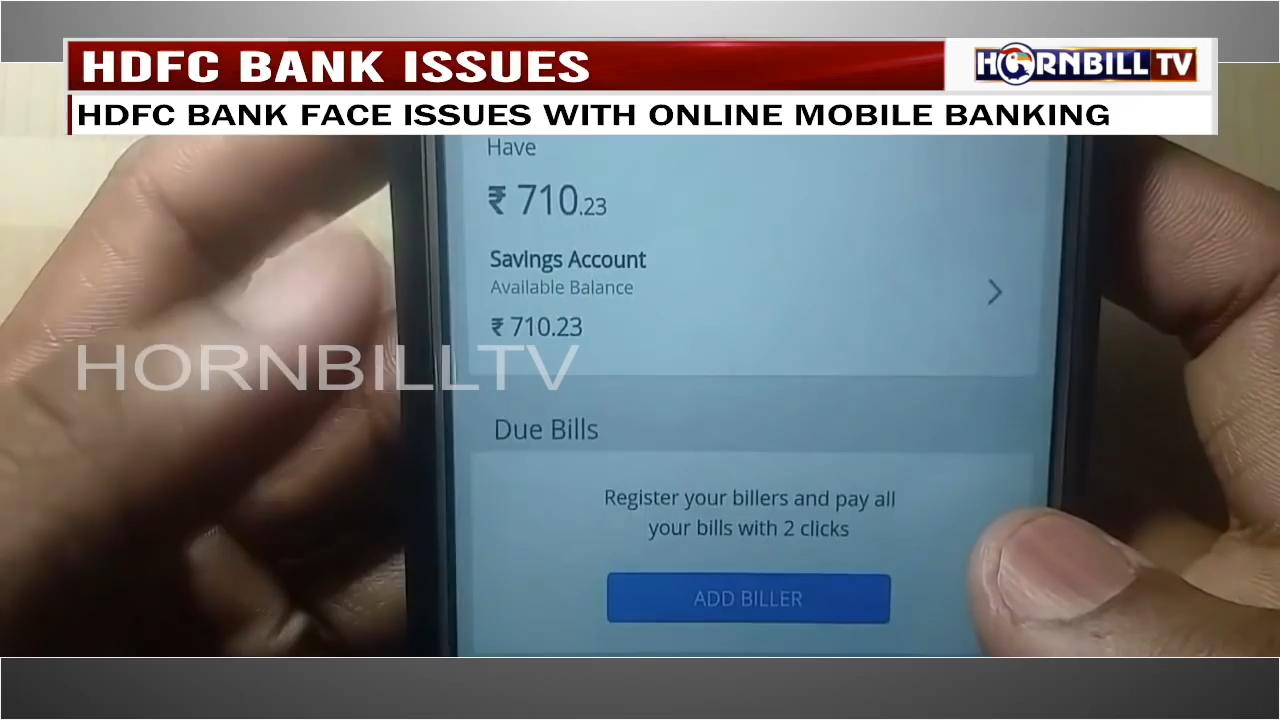 HDFC BANK ISSUES
HORNBILL TV
HDFC BANK FACE ISSUES WITH ONLINE MOBILE BANKING
Have
₹ 710.23
Savings Account
Available Balance
₹ 710.23
HORNBILLTV
Due Bills
Register your billers and pay all
your bills with 2 clicks
ADD BILLER